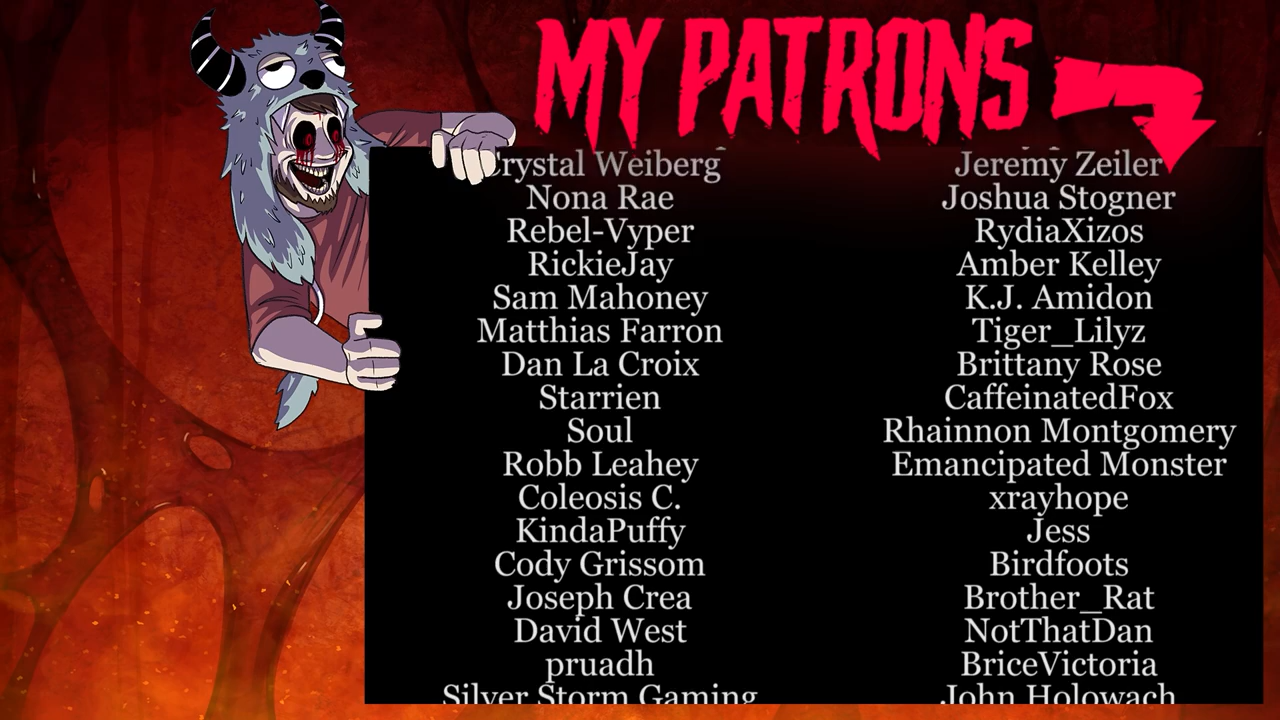 MY PATRONS
Crystal Weiberg
Nona Rae
Rebel-Vyper
RickieJay
Sam Mahoney
Matthias Farron
Dan La Croix
Starrien
Soul
Robb Leahey
Coleosis C.
KindaPuffy
Cody Grissom
Joseph Crea
David West
pruadh
Silver Storm Gaming
Jeremy Zeiler
Joshua Stogner
RydiaXizos
Amber Kelley
K.J. Amidon
Tiger_Lilyz
Brittany Rose
CaffeinatedFox
Rhainnon Montgomery
Emancipated Monster
xrayhope
Jess
Birdfoots
Brother_Rat
NotThatDan
BriceVictoria
John Holowach